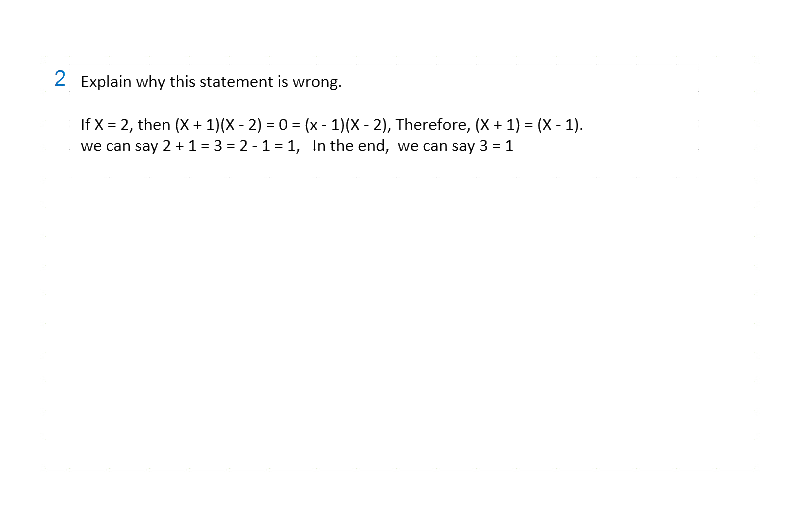 2 Explain why this statement is wrong.
If X = 2, then (X + 1)(X - 2) = 0 = (x - 1)(X - 2), Therefore, (X + 1) = (X - 1).
we can say 2 + 1 = 3 = 2 - 1 = 1, In the end, we can say 3 = 1